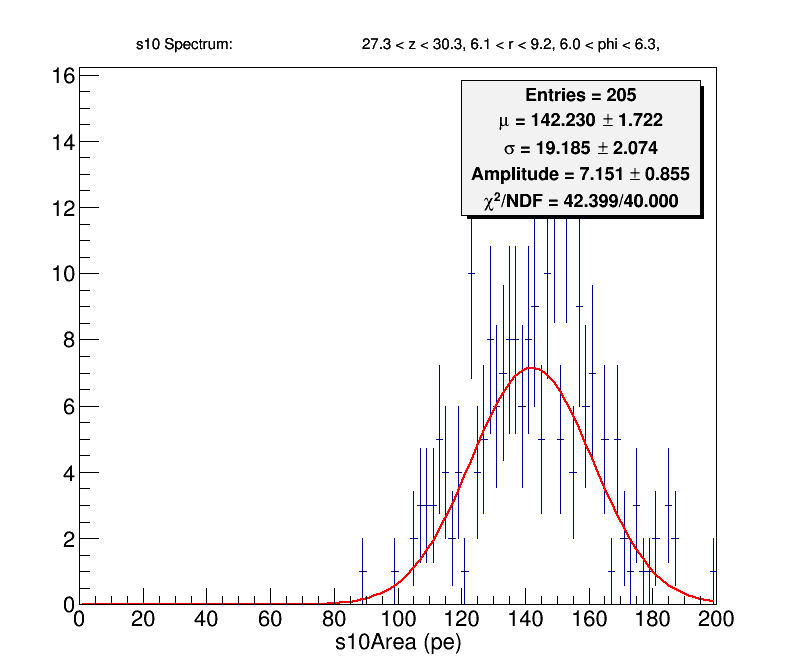 s10 Spectrum: 27.3 < z < 30.3, 6.1 < r < 9.2, 6.0 < phi < 6.3,
Entries = 205
μ = 142.230 ± 1.722
σ = 19.185 ± 2.074
Amplitude = 7.151 ± 0.855
χ²/NDF = 42.399/40.000
16
14
12
10
8
6
4
2
0
0 20 40 60 80 100 120 140 160 180 200
s10Area (pe)